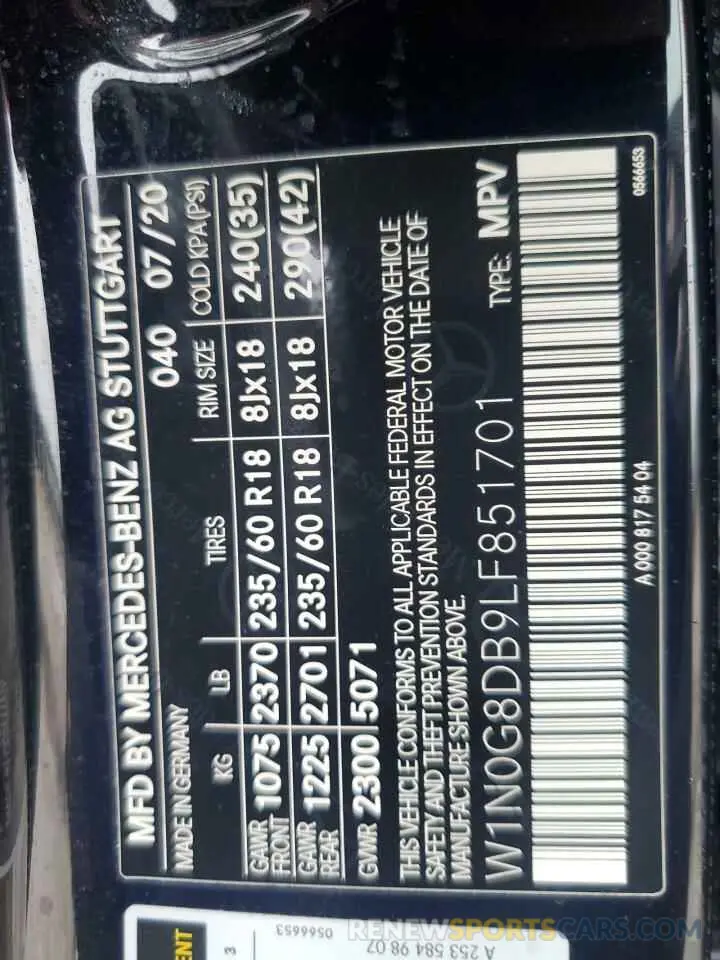 MFD BY MERCEDES-BENZ AG STUTTGART
MADE IN GERMANY 040 07/20
KG LB TIRES RIM SIZE COLD KPA(PSI)
GAWR FRONT 1075 2370 235/60 R18 8Jx18 240(35)
GAWR REAR 1225 2701 235/60 R18 8Jx18 290(42)
GVWR 2300 5071
THIS VEHICLE CONFORMS TO ALL APPLICABLE FEDERAL MOTOR VEHICLE
SAFETY AND THEFT PREVENTION STANDARDS IN EFFECT ON THE DATE OF
MANUFACTURE SHOWN ABOVE.
W1N0G8DB9LF851701 TYPE: MPV
A 000 817 54 04
0566653
ENT
3
0566653
A 253 584 98 07
RENEWSPORTSCARS.COM